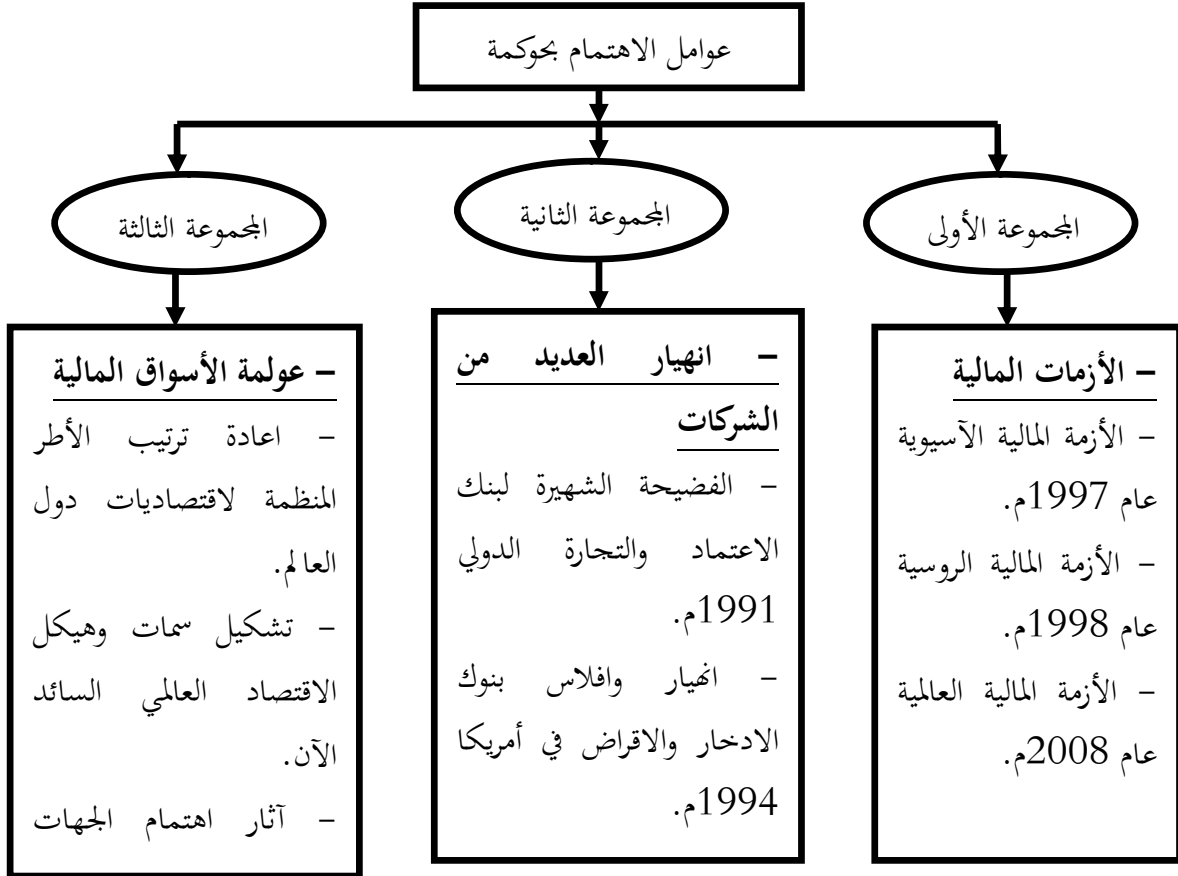 عوامل الاهتمام بحوكمة
المجموعة الأولى
المجموعة الثانية
المجموعة الثالثة
– الأزمات المالية
– الأزمة المالية الآسيوية
عام 1997م.
– الأزمة المالية الروسية
عام 1998م.
– الأزمة المالية العالمية
عام 2008م.
– انهيار العديد من
الشركات
– الفضيحة الشهيرة لبنك
الاعتماد والتجارة الدولي
1991م.
– انهيار وافلاس بنوك
الادخار والاقراض في أمريكا
1994م.
– عولمة الأسواق المالية
– اعادة ترتيب الأطر
المنظمة لاقتصاديات دول
العالم.
– تشكيل سمات وهيكل
الاقتصاد العالمي السائد
الآن.
– آثار اهتمام الجهات